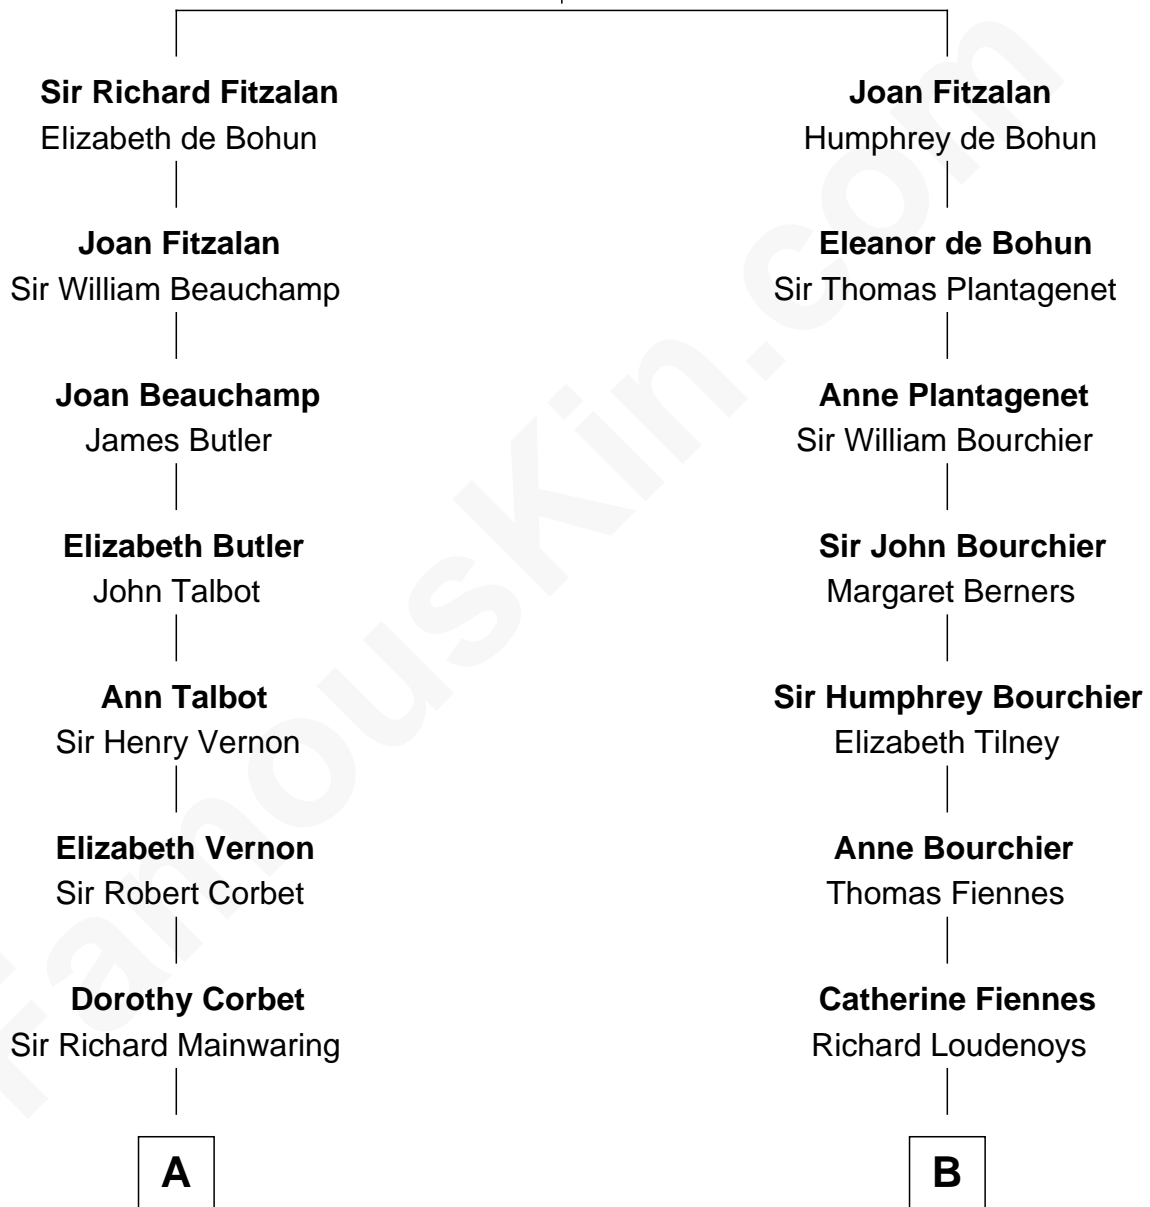 Sir Richard Fitzalan
Elizabeth de Bohun
Joan Fitzalan
Sir William Beauchamp
Joan Beauchamp
James Butler
Elizabeth Butler
John Talbot
Ann Talbot
Sir Henry Vernon
Elizabeth Vernon
Sir Robert Corbet
Dorothy Corbet
Sir Richard Mainwaring
A
Joan Fitzalan
Humphrey de Bohun
Eleanor de Bohun
Sir Thomas Plantagenet
Anne Plantagenet
Sir William Bourchier
Sir John Bourchier
Margaret Berners
Sir Humphrey Bourchier
Elizabeth Tilney
Anne Bourchier
Thomas Fiennes
Catherine Fiennes
Richard Loudenoys
B
FamousKin.com